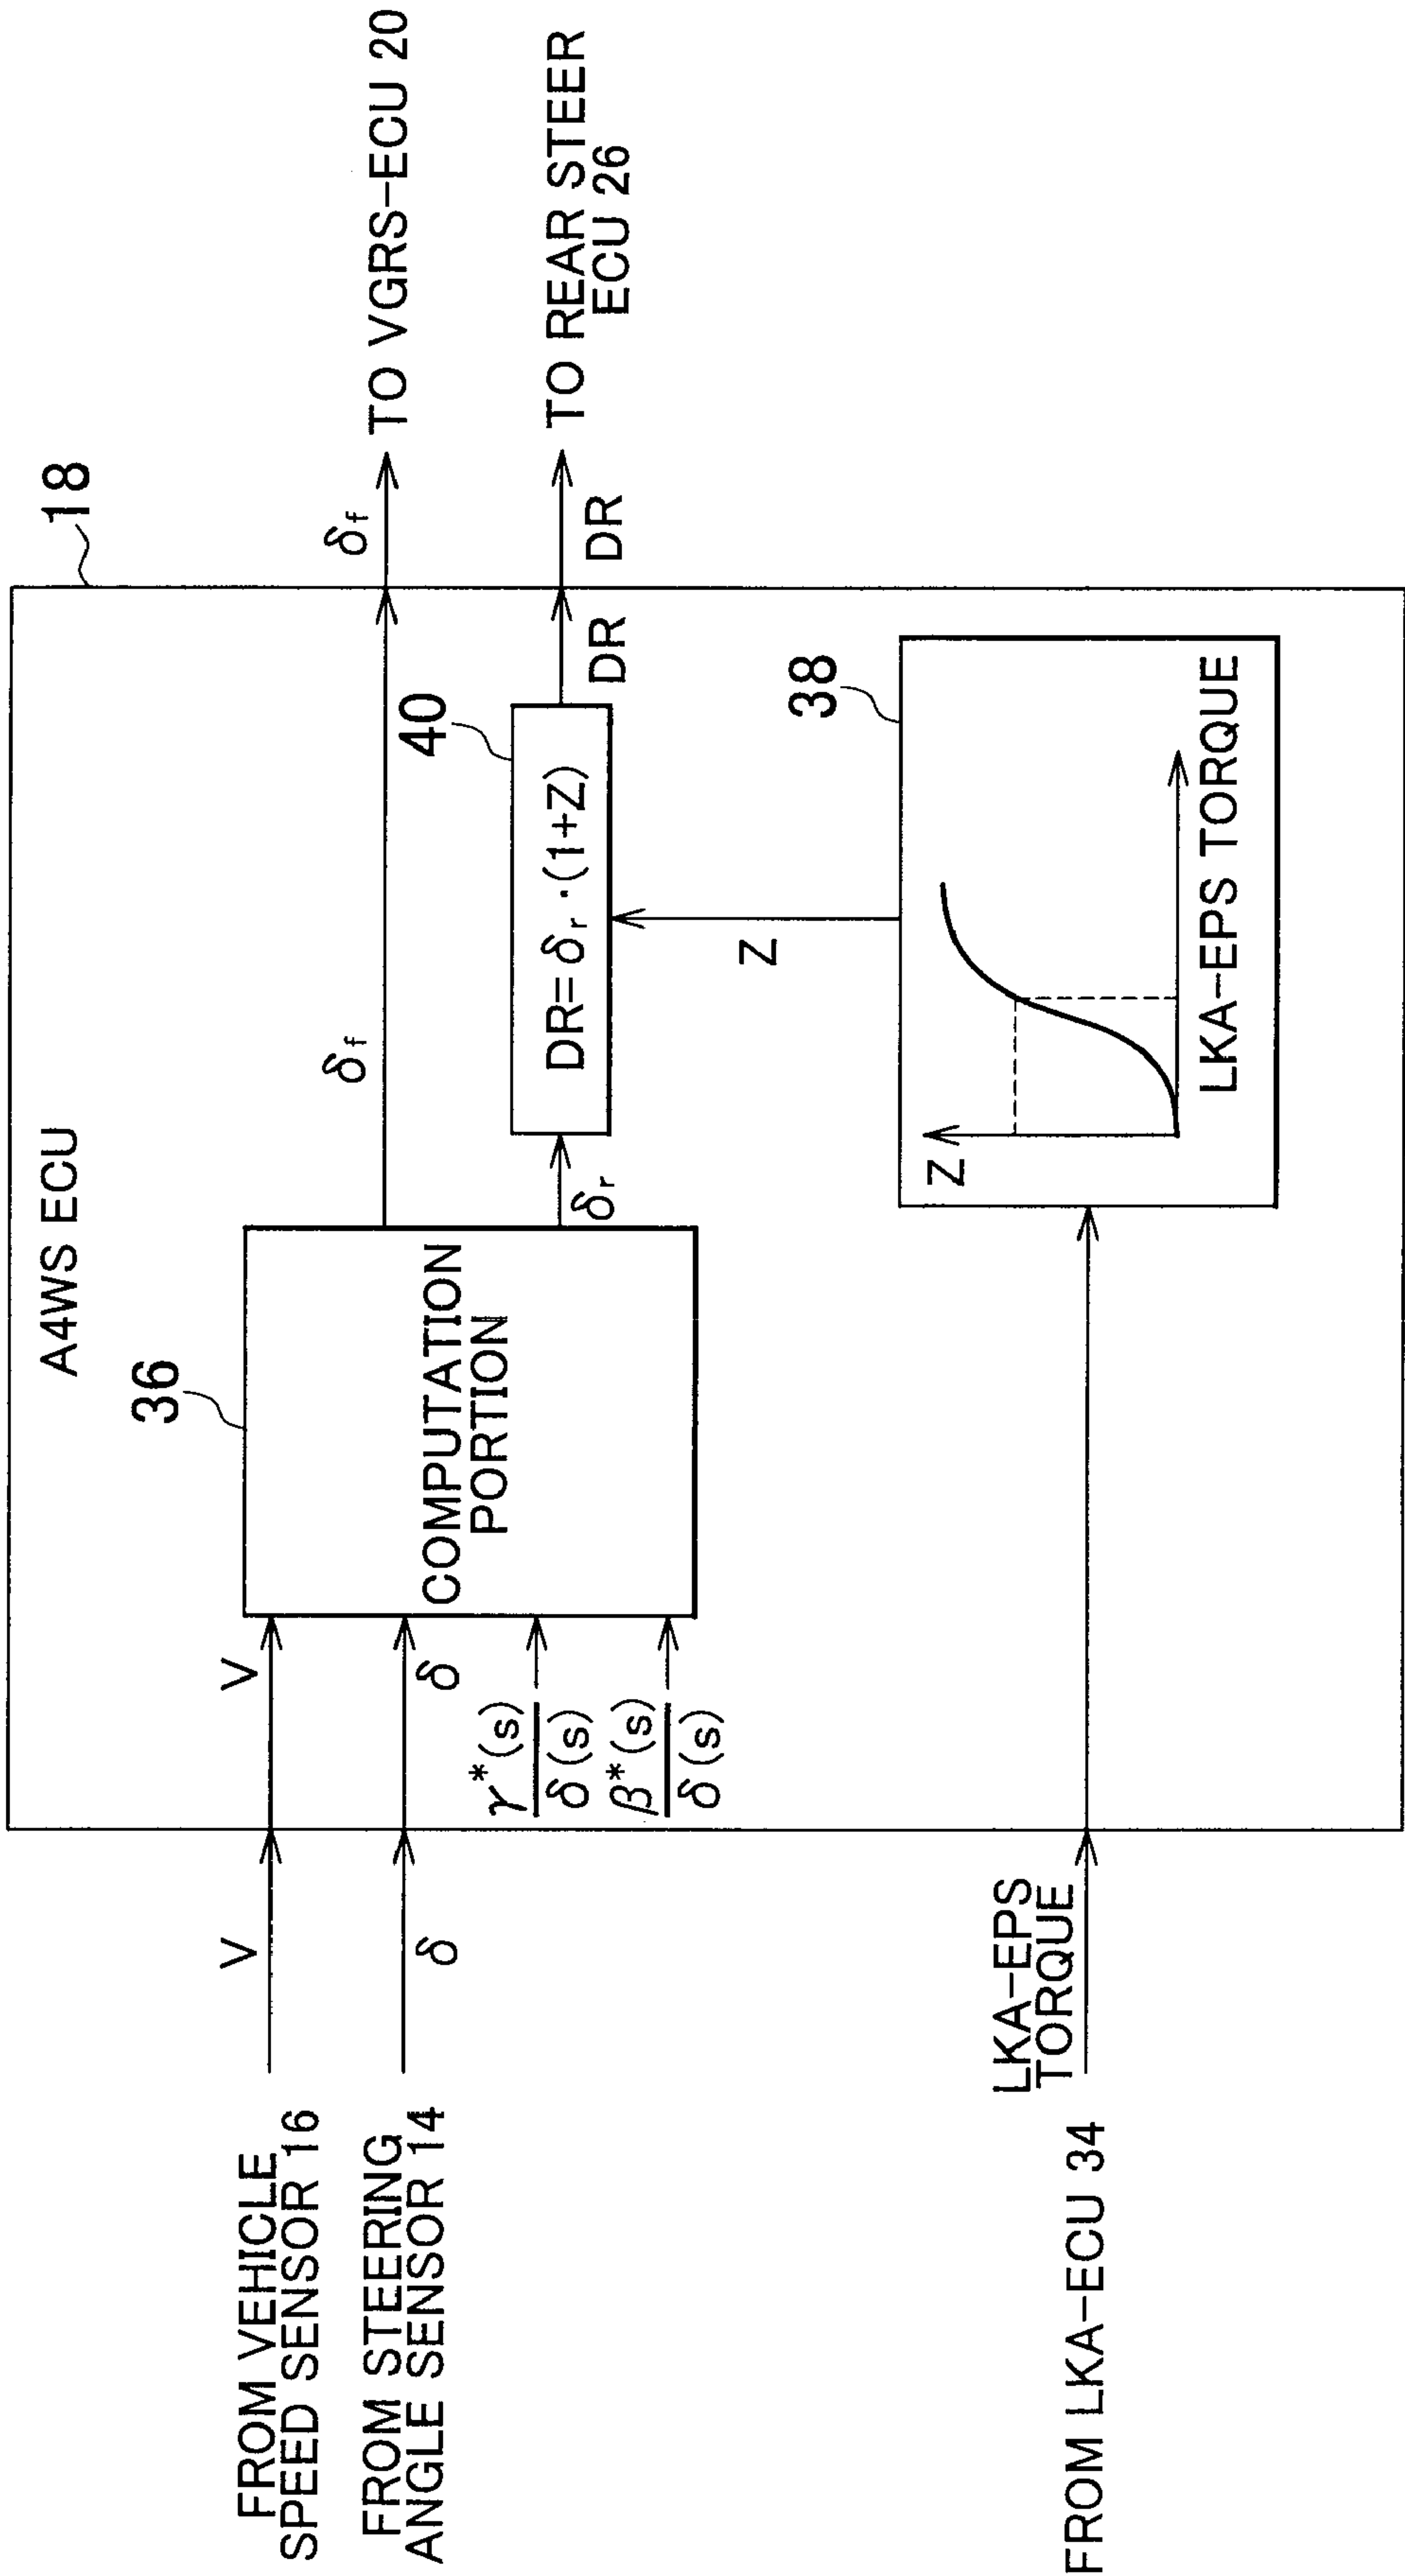 18
A4WS ECU
36
FROM VEHICLE
SPEED SENSOR 16
V
V
FROM STEERING
ANGLE SENSOR 14
δ
δ
γ*(s)
δ(s)
β*(s)
δ(s)
COMPUTATION
PORTION
δf
δf
TO VGRS-ECU 20
δr
40
DR=δr·(1+Z)
DR
DR
TO REAR STEER
ECU 26
Z
38
Z
LKA-EPS TORQUE
FROM LKA-ECU 34
LKA-EPS
TORQUE